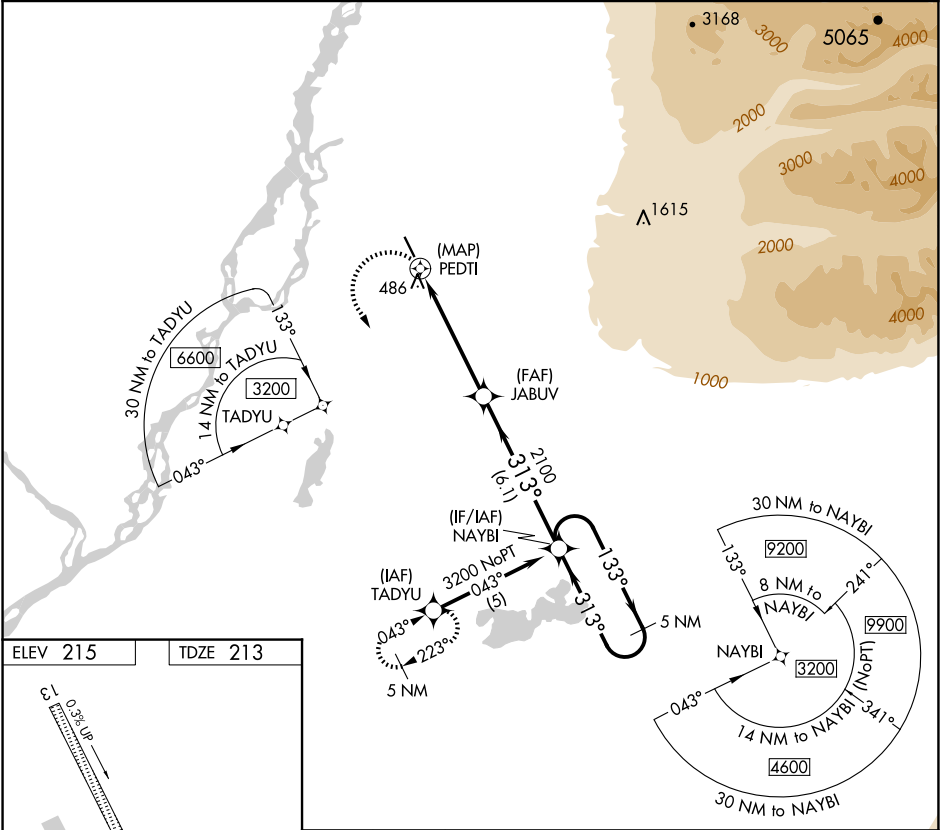 3168
3000
5065
4000
2000
3000
4000
1615
2000
4000
1000
(MAP)
PEDTI
486
(FAF)
JABUV
2100
313°
(6.1)
30 NM to TADYU
6600
133°
14 NM to TADYU
3200
TADYU
043°
(IF/IAF)
NAYBI
3200 NoPT
043°
(5)
(IAF)
TADYU
043°
223°
5 NM
133°
313°
5 NM
30 NM to NAYBI
9200
133°
8 NM to
NAYBI
241°
9900
NAYBI
3200
(NoPT)
043°
14 NM to NAYBI
341°
4600
30 NM to NAYBI
ELEV 215
TDZE 213
13
0.3% UP